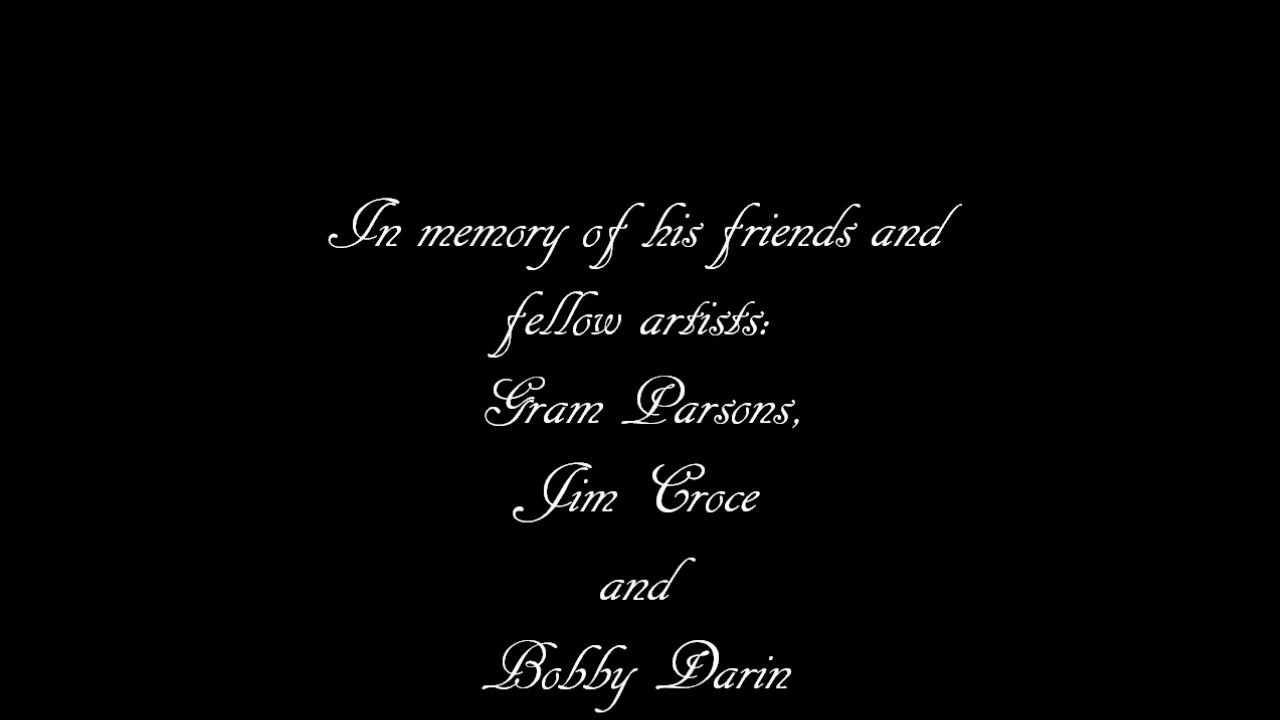 In memory of his friends and
fellow artists:
Gram Parsons,
Jim Croce
and
Bobby Darin